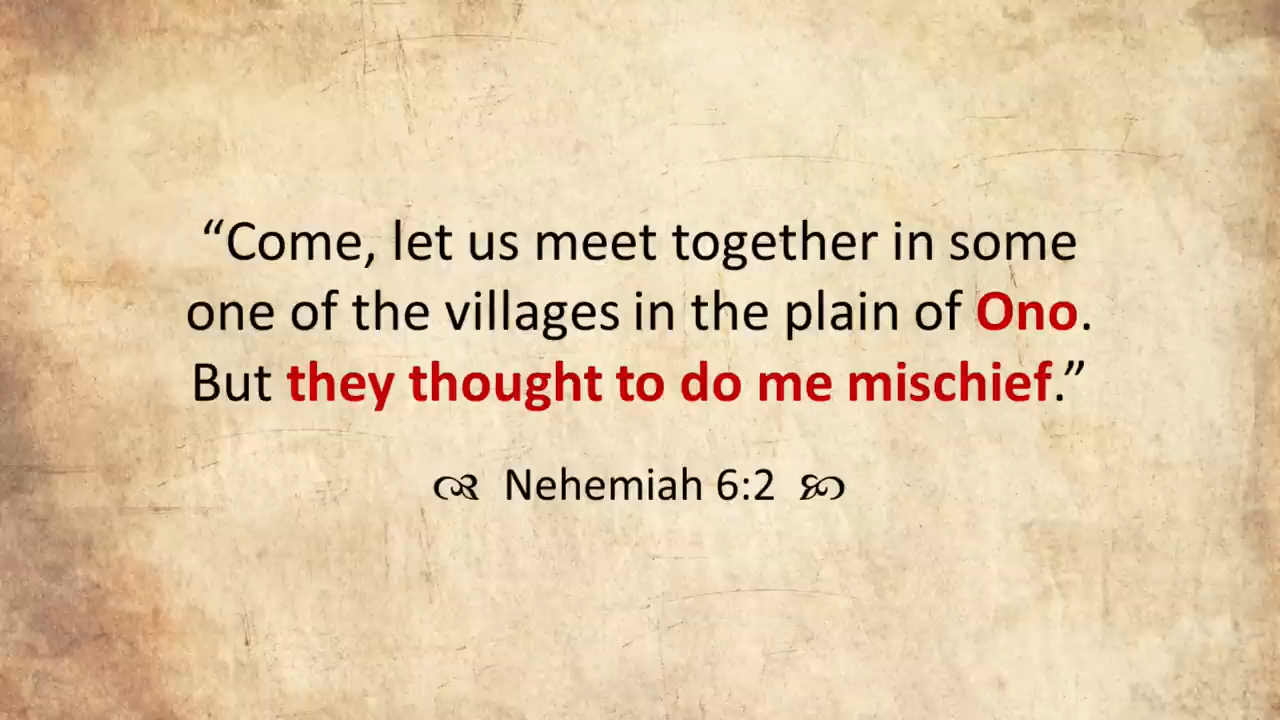 “Come, let us meet together in some
one of the villages in the plain of Ono.
But they thought to do me mischief.”
Nehemiah 6:2